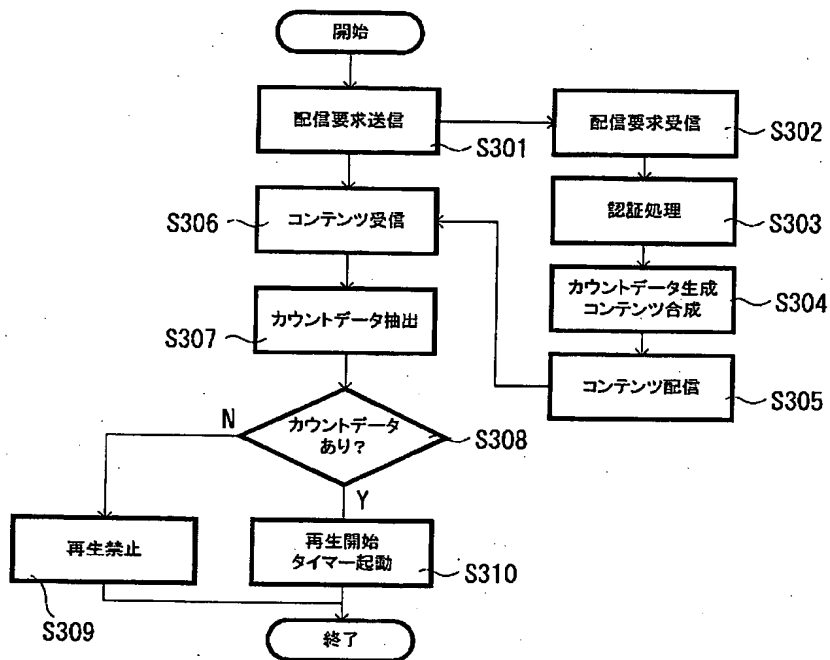 開始
配信要求送信
S301
配信要求受信
S302
認証処理
S303
カウントデータ生成
コンテンツ合成
S304
コンテンツ配信
S305
S306
コンテンツ受信
カウントデータ抽出
S307
カウントデータ
あり?
S308
N
Y
再生禁止
S309
再生開始
タイマー起動
S310
終了